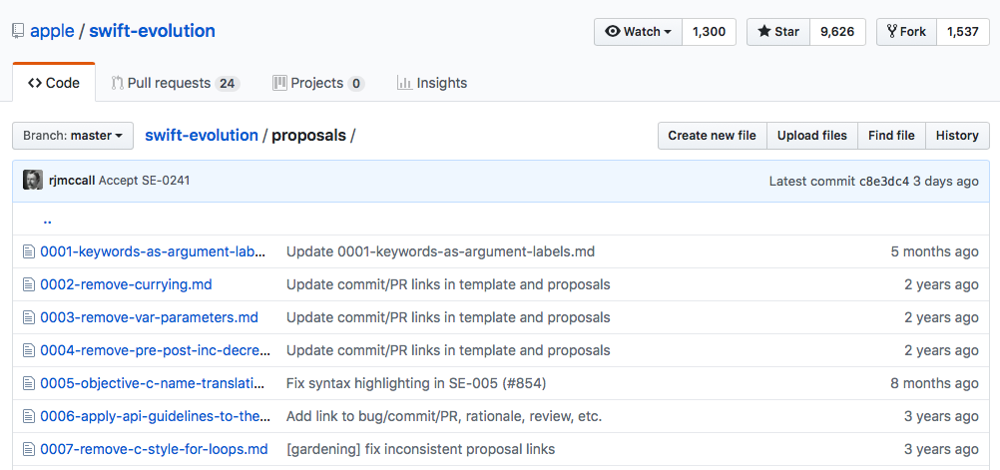 apple / swift-evolution Watch 1,300 Star 9,626 Fork 1,537
Code Pull requests 24 Projects 0 Insights
Branch: master swift-evolution / proposals / Create new file Upload files Find file History
rjmccall Accept SE-0241 Latest commit c8e3dc4 3 days ago
..
0001-keywords-as-argument-lab... Update 0001-keywords-as-argument-labels.md 5 months ago
0002-remove-currying.md Update commit/PR links in template and proposals 2 years ago
0003-remove-var-parameters.md Update commit/PR links in template and proposals 2 years ago
0004-remove-pre-post-inc-decre... Update commit/PR links in template and proposals 2 years ago
0005-objective-c-name-translati... Fix syntax highlighting in SE-005 (#854) 8 months ago
0006-apply-api-guidelines-to-the... Add link to bug/commit/PR, rationale, review, etc. 3 years ago
0007-remove-c-style-for-loops.md [gardening] fix inconsistent proposal links 3 years ago